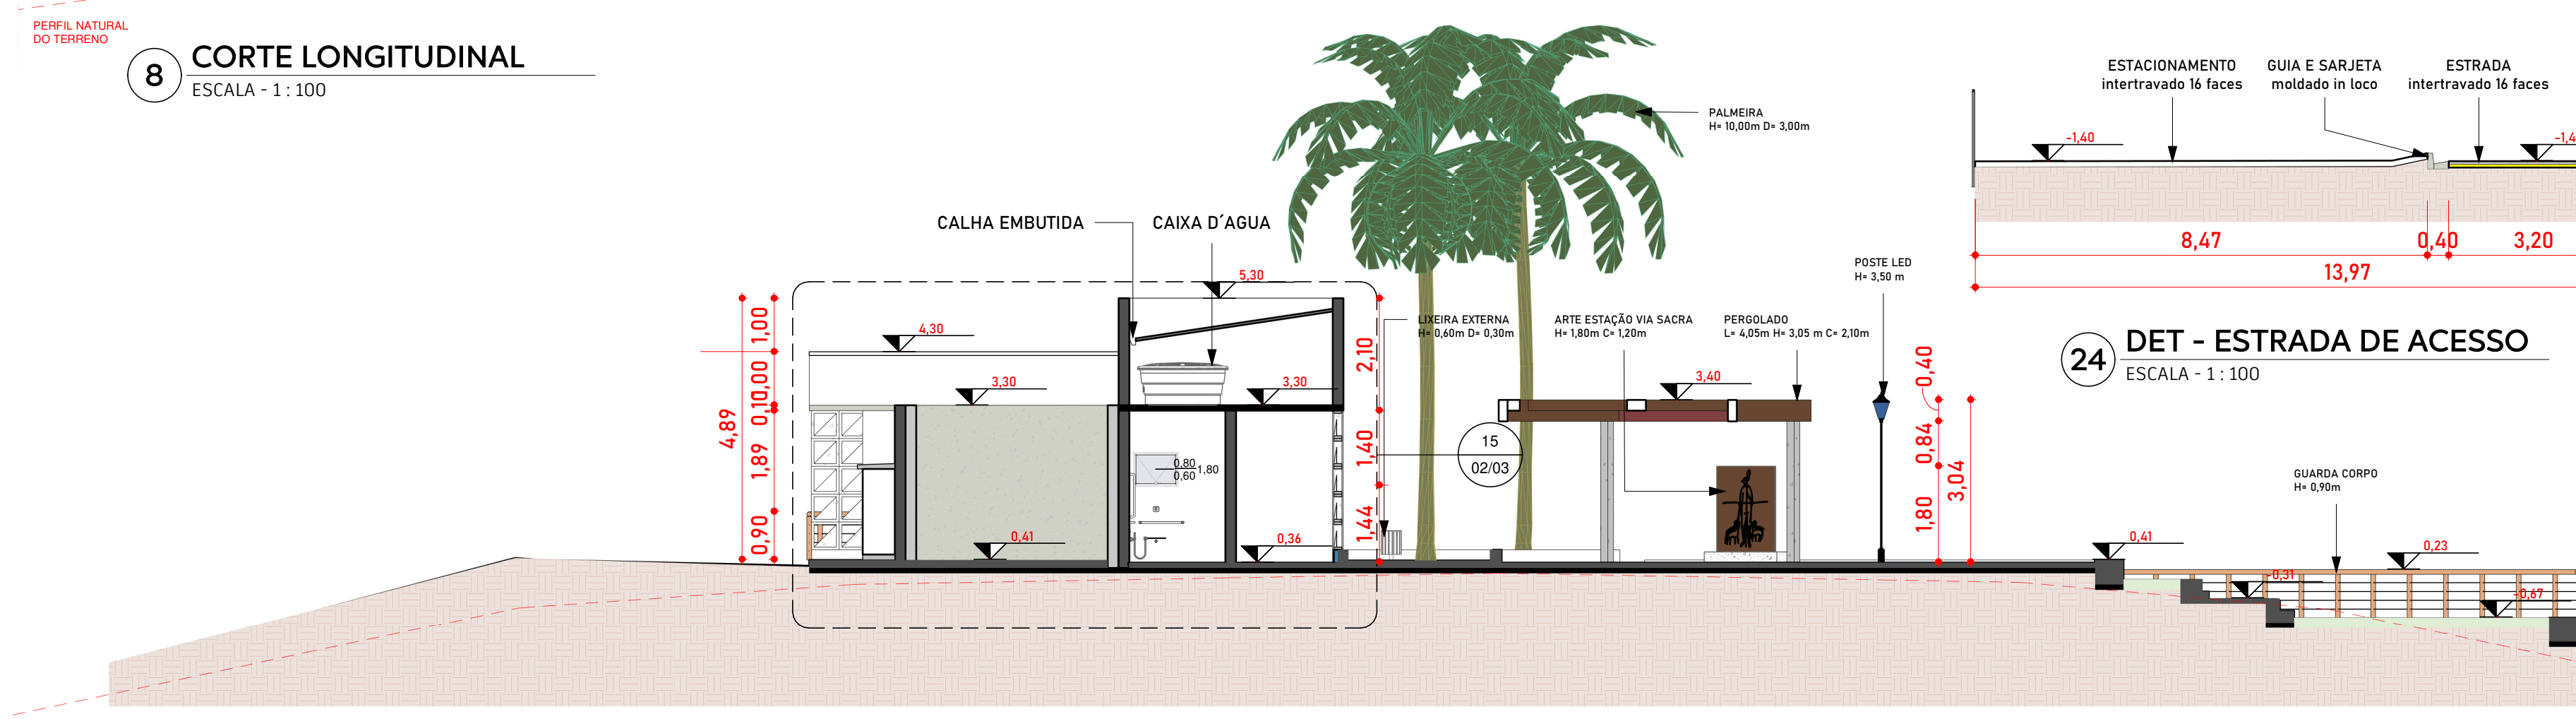 PERFIL NATURAL
DO TERRENO
8
CORTE LONGITUDINAL
ESCALA - 1 : 100
CALHA EMBUTIDA
CAIXA D´AGUA
5,30
4,30
3,30
3,30
1,00
1,00
0,10
1,89
0,90
4,89
0.80
0,60
1,80
0,41
0,36
2,10
1,40
1,44
PALMEIRA
H= 10,00m D= 3,00m
LIXEIRA EXTERNA
H= 0,60m D= 0,30m
ARTE ESTAÇÃO VIA SACRA
H= 1,80m C= 1,20m
PERGOLADO
L= 4,05m H= 3,05 m C= 2,10m
POSTE LED
H= 3,50 m
3,40
15
02/03
0,40
0,84
1,80
3,04
ESTACIONAMENTO
intertravado 16 faces
GUIA E SARJETA
moldado in loco
ESTRADA
intertravado 16 faces
-1,40
-1,4
8,47
0,40
3,20
13,97
24
DET - ESTRADA DE ACESSO
ESCALA - 1 : 100
GUARDA CORPO
H= 0,90m
0,41
0,23
-0,31
-0,67